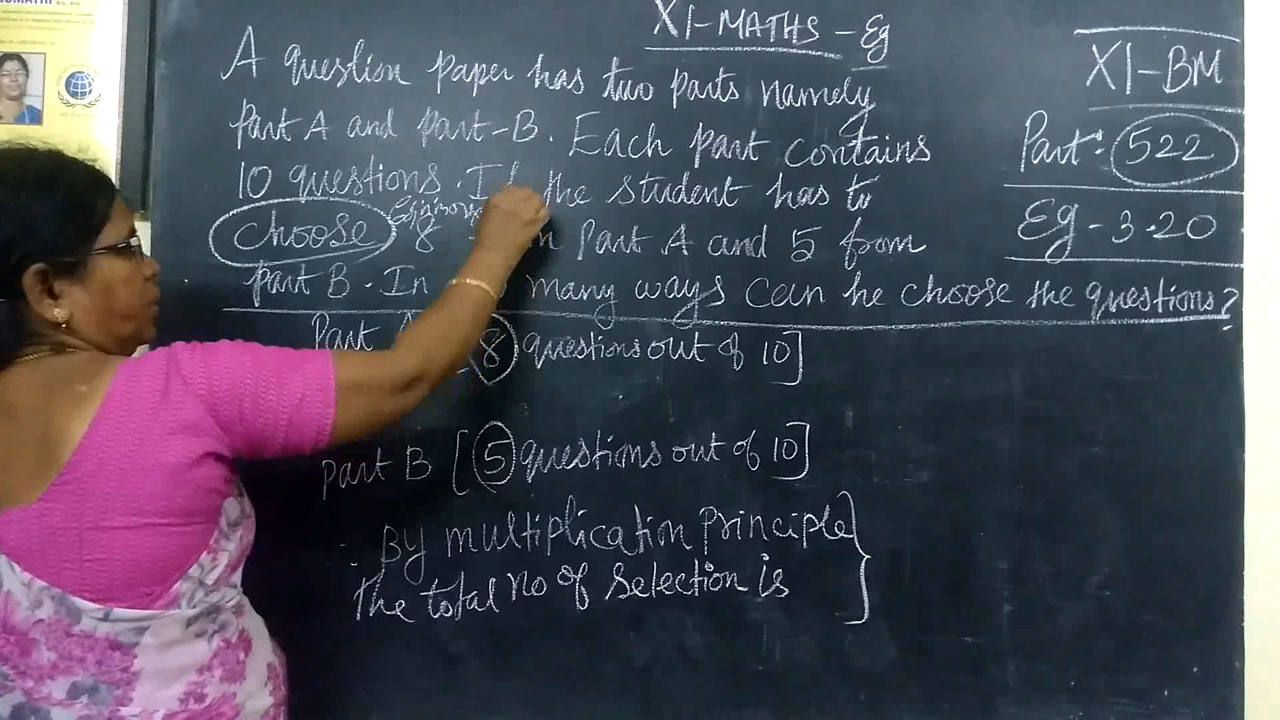 XI-MATHS-Eg
A question paper has two parts namely
Part A and Part-B. Each part contains
10 questions. If the student has to
choose 8 Part A and 5 from
part B. In many ways can he choose the questions?
XI-BM
Part: 522
Eg-3.20
Part 8 questions out of 10]
part B [5 questions out of 10]
By multiplication principle }
The total no of selection is